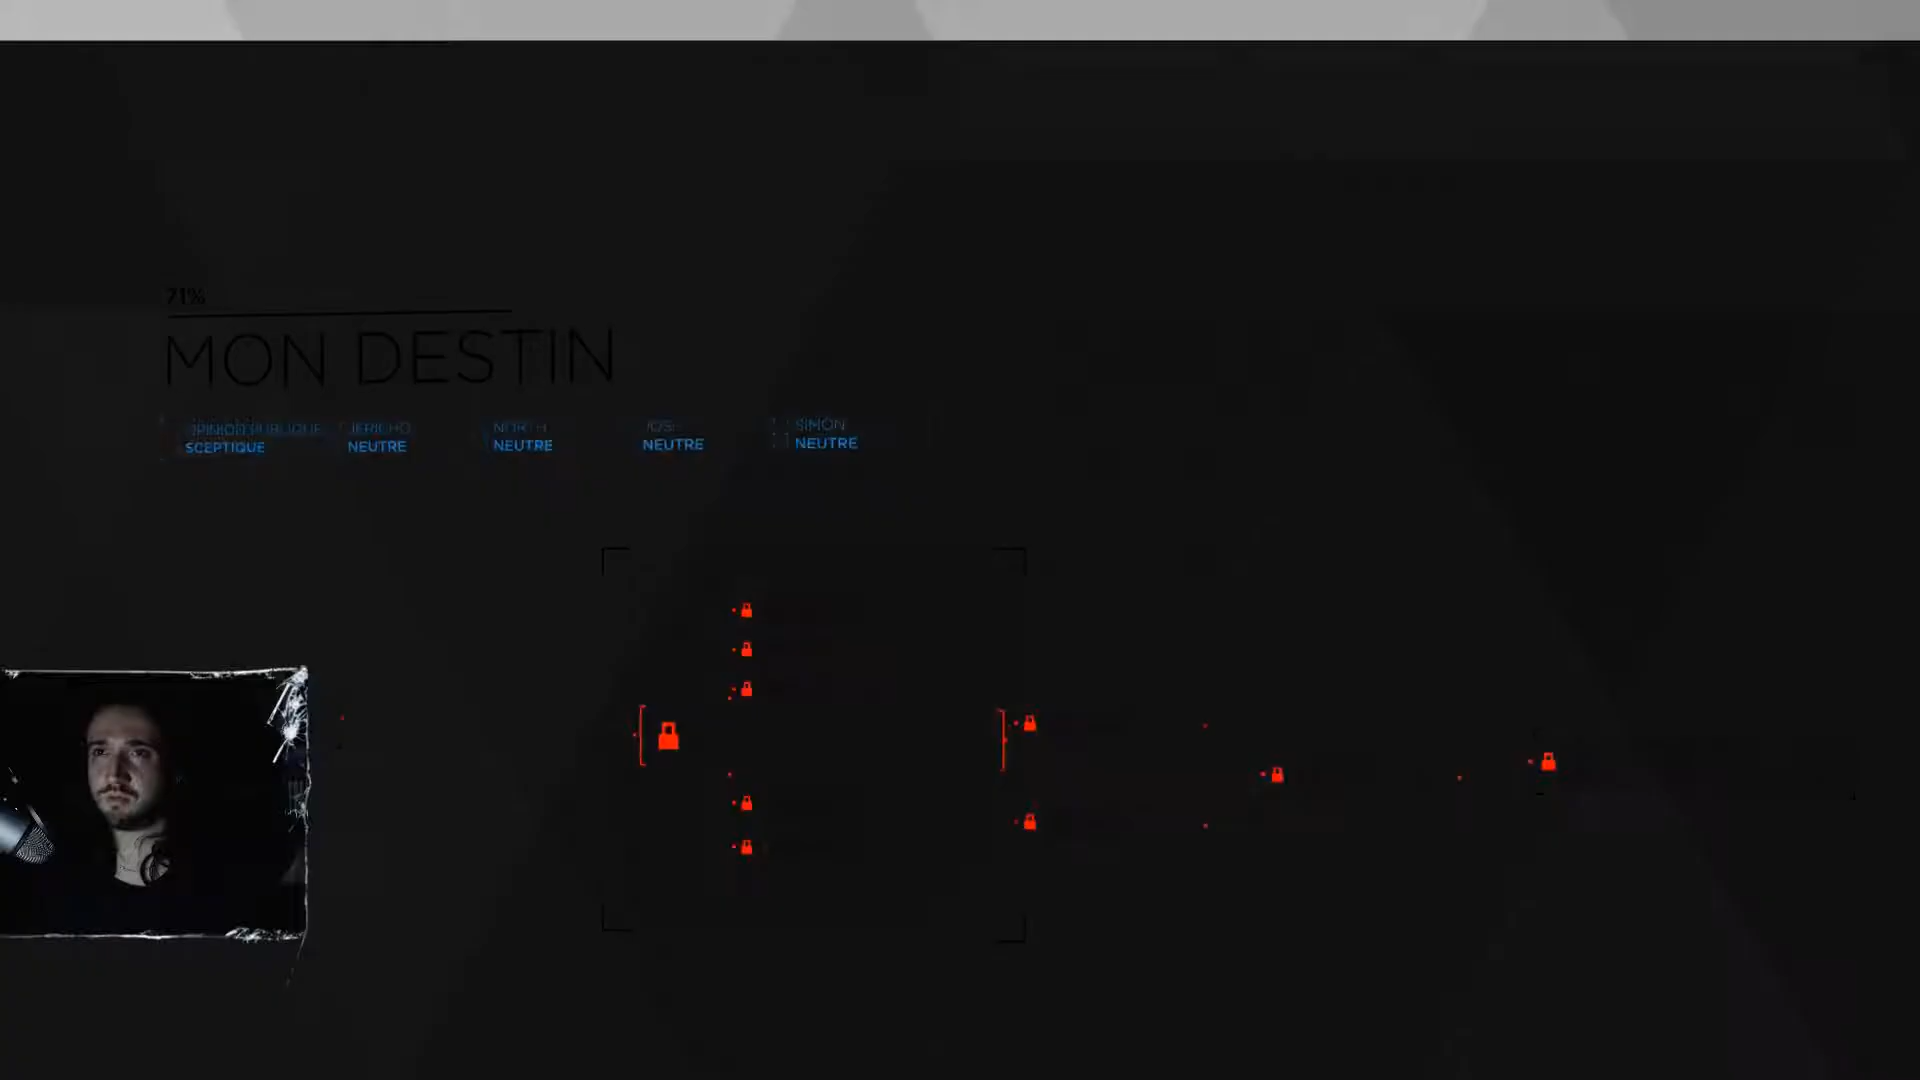 71%
MON DESTIN
OPINION PUBLIQUE JERICHO NORTH JOSH SIMON
SCEPTIQUE NEUTRE NEUTRE NEUTRE NEUTRE